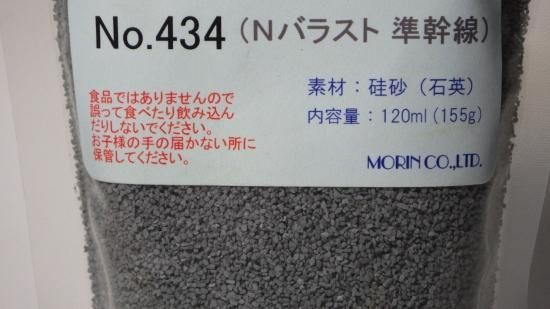 No.434 (Nバラスト 準幹線)
素材：硅砂（石英）
内容量：120ml(155g)
食品ではありませんので
誤って食べたり飲み込ん
だりしないでください。
お子様の手の届かない所に
保管してください。
MORIN CO.,LTD.